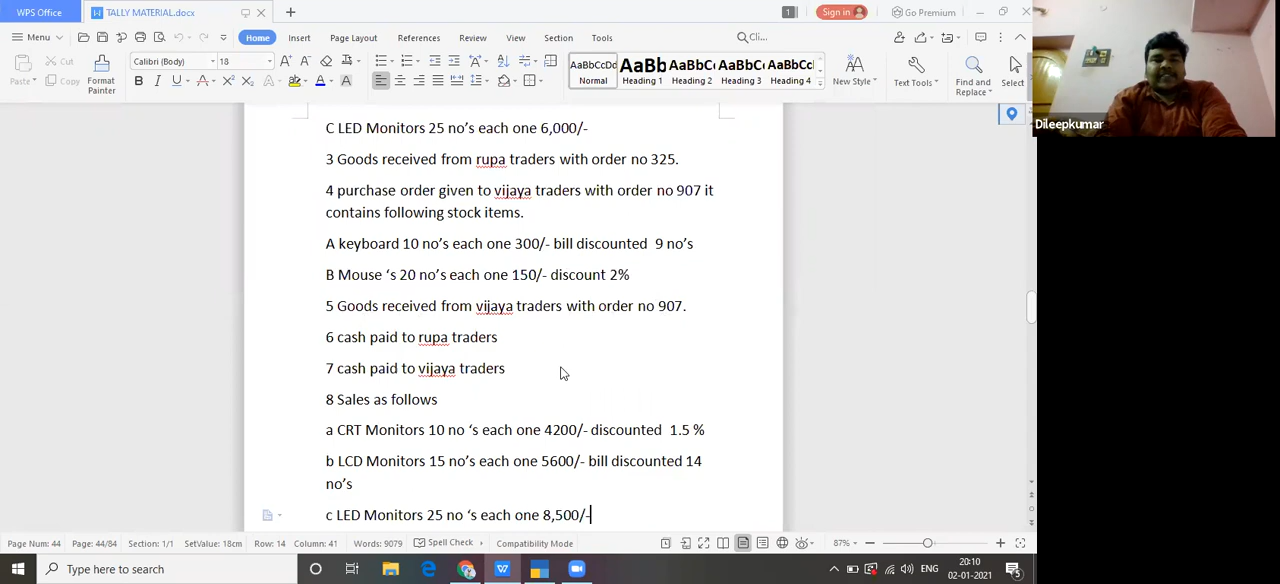 WPS Office
TALLY MATERIAL.docx
1
Sign in
Go Premium
Menu
Home
Insert
Page Layout
References
Review
View
Section
Tools
Cli...
Paste
Cut
Copy
Format
Painter
Calibri (Body)
18
AaBbCcDd
Normal
AaBb
Heading 1
AaBbC
Heading 2
AaBbC
Heading 3
AaBbCc
Heading 4
New Style
Text Tools
Find and
Replace
Select
Dileepkumar
C LED Monitors 25 no’s each one 6,000/-
3 Goods received from rupa traders with order no 325.
4 purchase order given to vijaya traders with order no 907 it
contains following stock items.
A keyboard 10 no’s each one 300/- bill discounted 9 no’s
B Mouse ‘s 20 no’s each one 150/- discount 2%
5 Goods received from vijaya traders with order no 907.
6 cash paid to rupa traders
7 cash paid to vijaya traders
8 Sales as follows
a CRT Monitors 10 no ‘s each one 4200/- discounted 1.5 %
b LCD Monitors 15 no’s each one 5600/- bill discounted 14
no’s
c LED Monitors 25 no ‘s each one 8,500/-
Page Num: 44
Page: 44/84
Section: 1/1
SetValue: 18cm
Row: 14
Column: 41
Words: 9079
Spell Check
Compatibility Mode
87%
Type here to search
ENG
20:10
02-01-2021
5